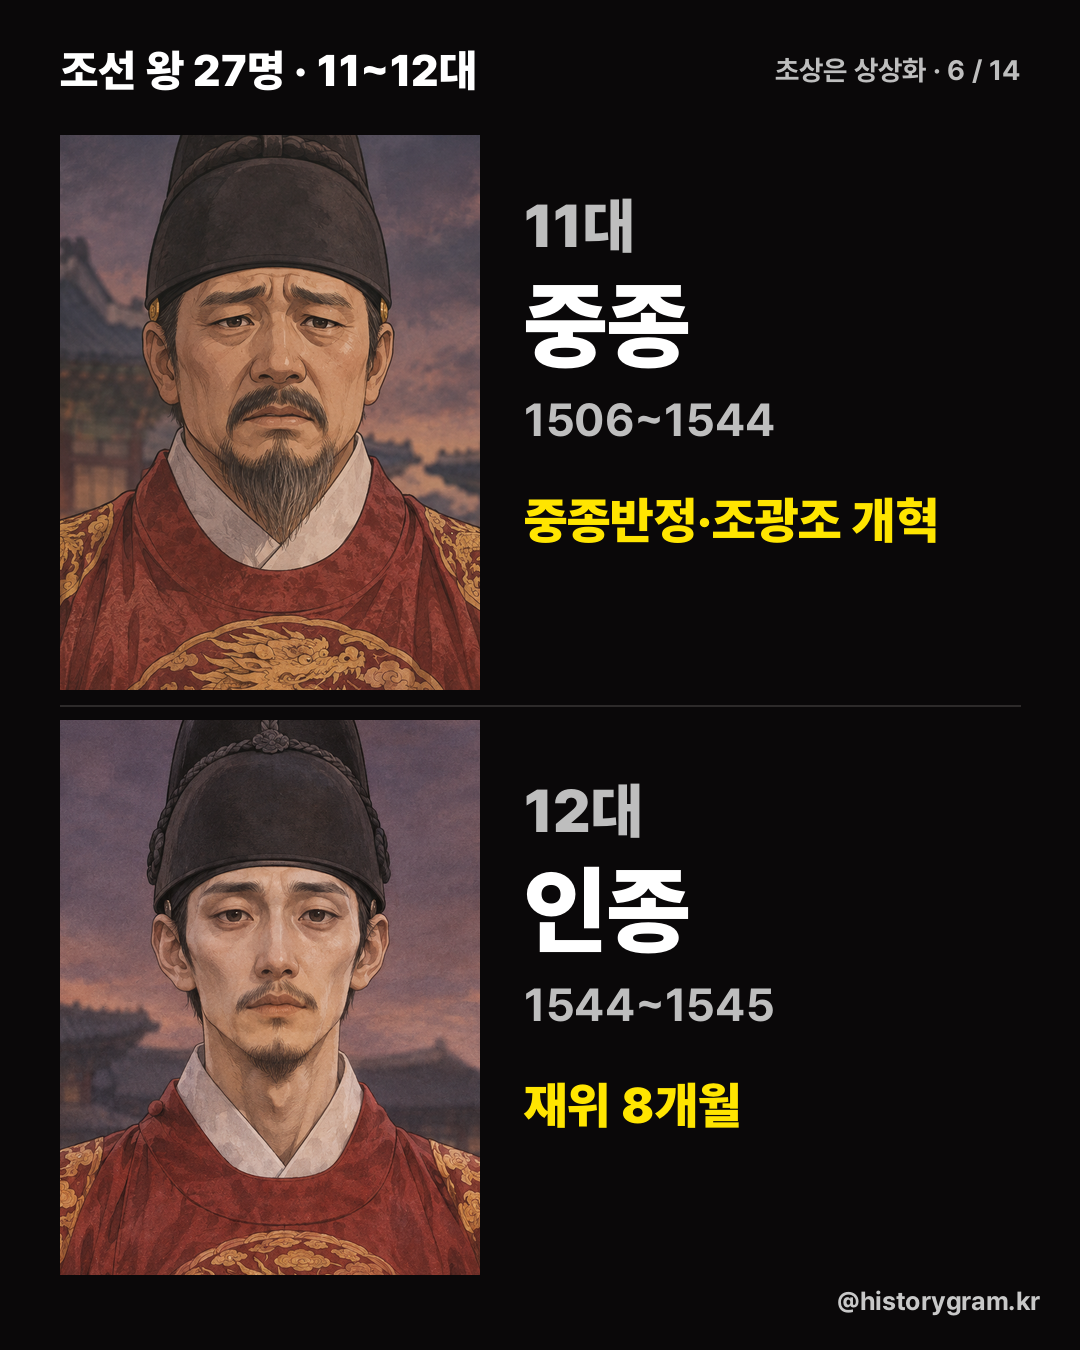 조선 왕 27명 · 11~12대
초상은 상상화 · 6 / 14
11대
중종
1506~1544
중종반정·조광조 개혁
12대
인종
1544~1545
재위 8개월
@historygram.kr